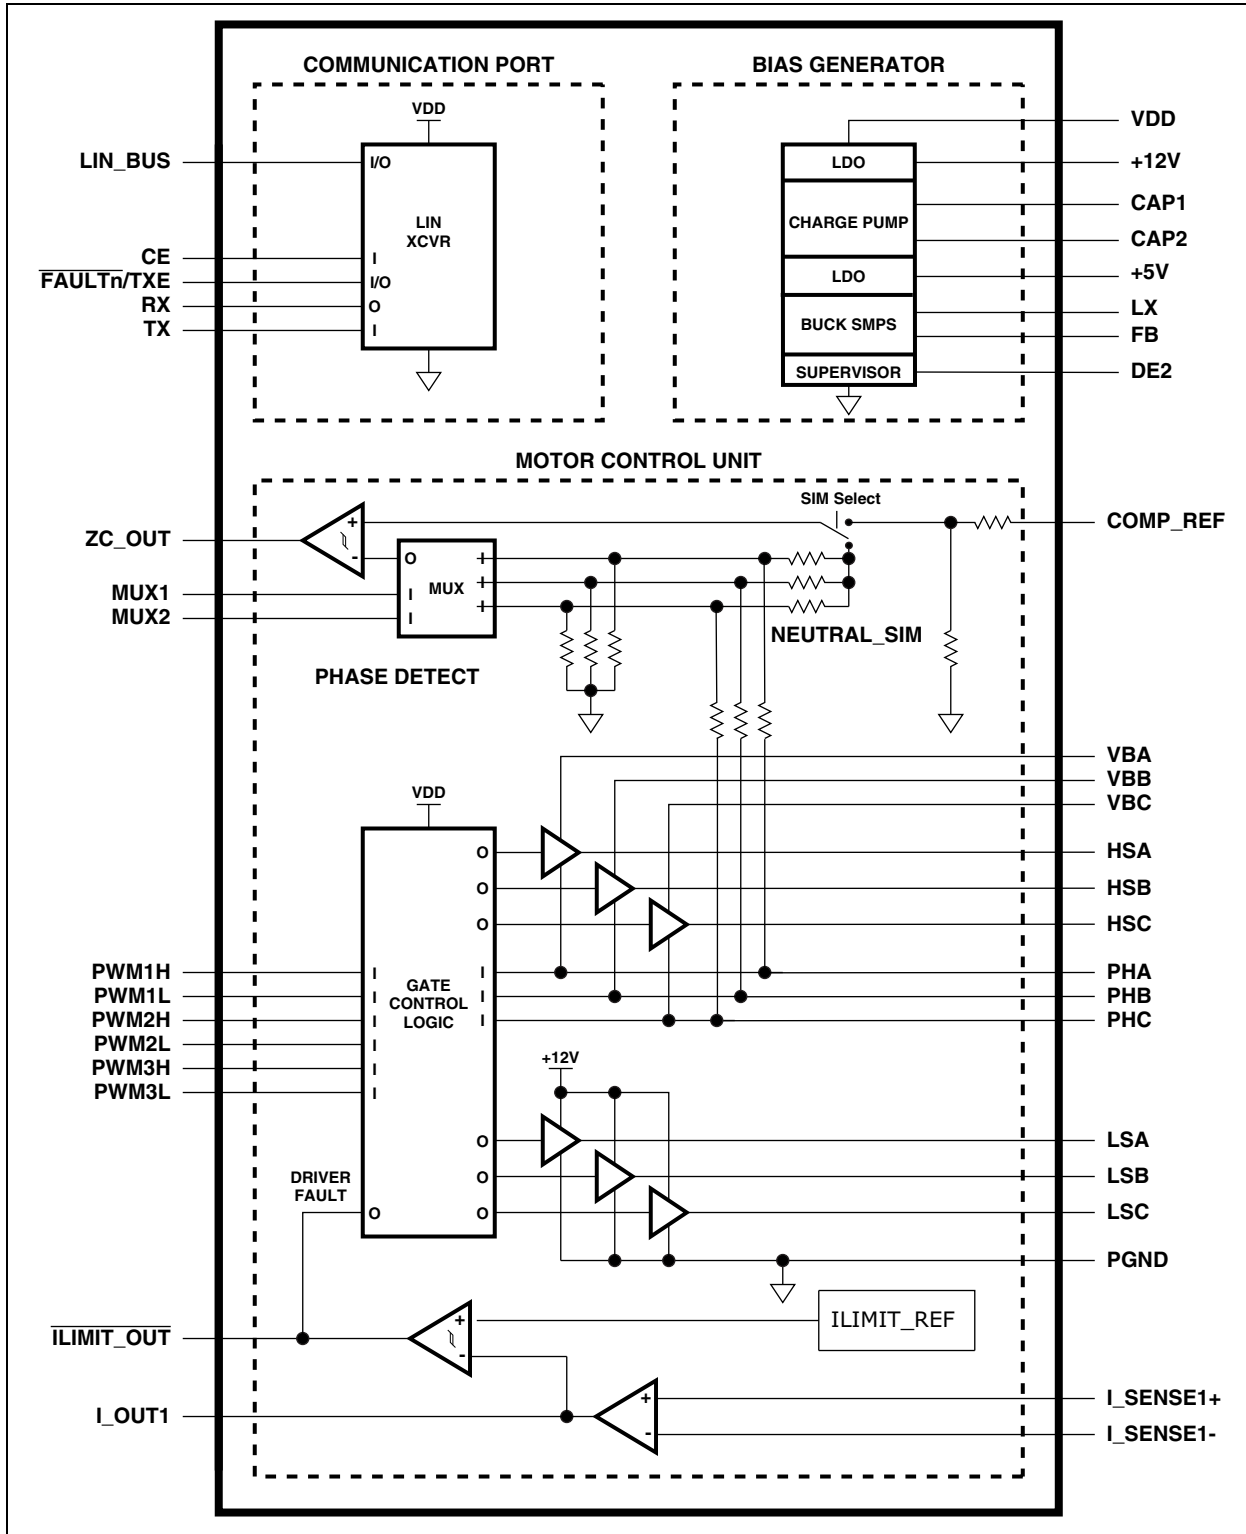 COMMUNICATION PORT
BIAS GENERATOR
VDD
LIN_BUS
I/O
LIN
XCVR
CE
I
FAULTn/TXE
I/O
RX
O
TX
I
VDD
LDO
+12V
CHARGE PUMP
CAP1
CAP2
LDO
+5V
BUCK SMPS
LX
FB
SUPERVISOR
DE2
MOTOR CONTROL UNIT
SIM Select
COMP_REF
ZC_OUT
+
-
O
I
MUX1
I
MUX
I
MUX2
I
I
NEUTRAL_SIM
PHASE DETECT
VBA
VBB
VBC
VDD
O
HSA
O
HSB
O
HSC
PWM1H
I
GATE
CONTROL
LOGIC
I
PHA
PWM1L
I
I
PHB
PWM2H
I
I
PHC
PWM2L
I
PWM3H
I
PWM3L
I
+12V
O
LSA
O
LSB
DRIVER
FAULT
O
O
LSC
PGND
ILIMIT_OUT
+
-
ILIMIT_REF
I_OUT1
+
-
I_SENSE1+
I_SENSE1-